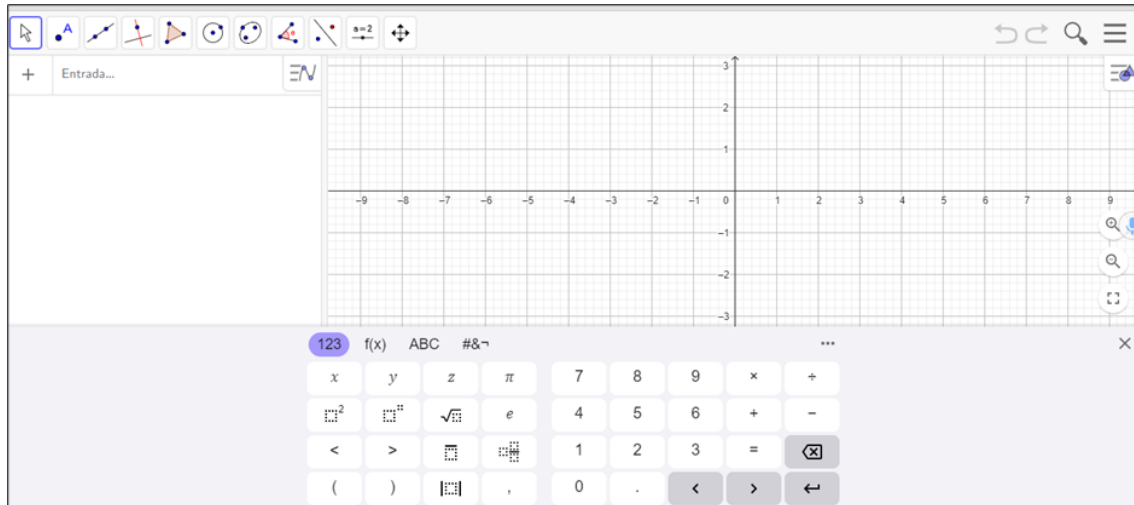 A
a=2
+ Entrada...
3
2
1
−9 −8 −7 −6 −5 −4 −3 −2 −1 0 1 2 3 4 5 6 7 8 9
−1
−2
−3
123 f(x) ABC #&¬ ...
x y z π 7 8 9 × ÷
□² √ e 4 5 6 + −
< > 1 2 3 =
( ) |□| , 0 . < >